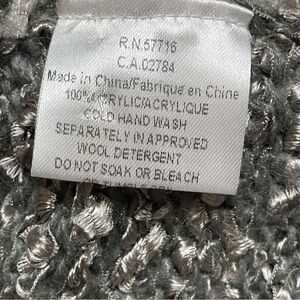 R.N.57716
C.A.02784
Made in China/Fabrique en Chine
100% ACRYLIC/ACRYLIQUE
COLD HAND WASH
SEPARATELY IN APPROVED
WOOL DETERGENT
DO NOT SOAK OR BLEACH